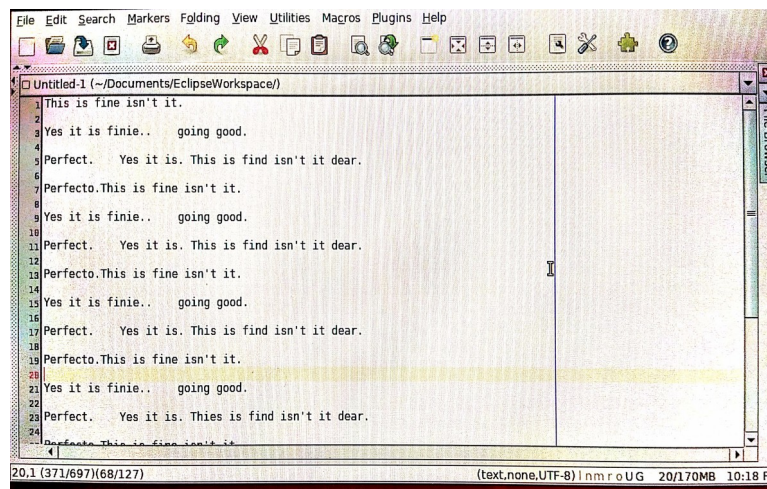 File Edit Search Markers Folding View Utilities Macros Plugins Help
Untitled-1 (~/Documents/EclipseWorkspace/)
1 This is fine isn't it.
2
3 Yes it is finie.. going good.
4
5 Perfect. Yes it is. This is find isn't it dear.
6
7 Perfecto.This is fine isn't it.
8
9 Yes it is finie.. going good.
10
11 Perfect. Yes it is. This is find isn't it dear.
12
13 Perfecto.This is fine isn't it.
14
15 Yes it is finie.. going good.
16
17 Perfect. Yes it is. This is find isn't it dear.
18
19 Perfecto.This is fine isn't it.
20
21 Yes it is finie.. going good.
22
23 Perfect. Yes it is. Thies is find isn't it dear.
24
Perfecto.This is fine isn't it.
20,1 (371/697)(68/127) (text,none,UTF-8) l n m r o U G 20/170MB 10:18